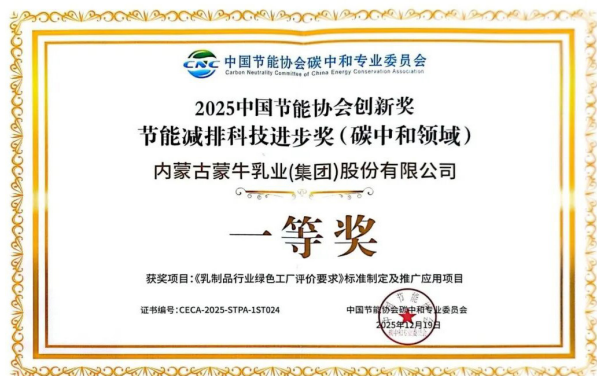 CNC
中国节能协会碳中和专业委员会
Carbon Neutrality Committee of China Energy Conservation Association
2025中国节能协会创新奖
节能减排科技进步奖(碳中和领域)
内蒙古蒙牛乳业(集团)股份有限公司
一等奖
获奖项目:《乳制品行业绿色工厂评价要求》标准制定及推广应用项目
证书编号:CECA-2025-STPA-1ST024
中国节能协会碳中和专业委员会
2025年12月19日